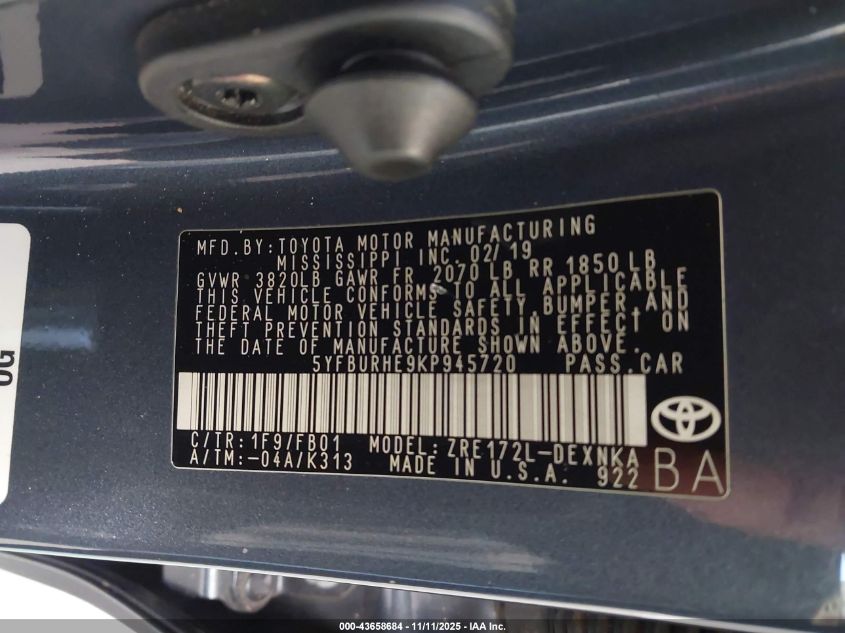 MFD. BY: TOYOTA MOTOR MANUFACTURING
MISSISSIPPI INC. 02/19
GVWR 3820LB GAWR FR 2070 LB RR 1850 LB
THIS VEHICLE CONFORMS TO ALL APPLICABLE
FEDERAL MOTOR VEHICLE SAFETY, BUMPER, AND
THEFT PREVENTION STANDARDS IN EFFECT ON
THE DATE OF MANUFACTURE SHOWN ABOVE.
5YFBURHE9KP945720 PASS. CAR
C/TR: 1F9/FB01 MODEL: ZRE172L-DEXNKA
A/TM: -04A/K313 MADE IN U.S.A. 922
BA
OG
000-43658684 - 11/11/2025 - IAA Inc.